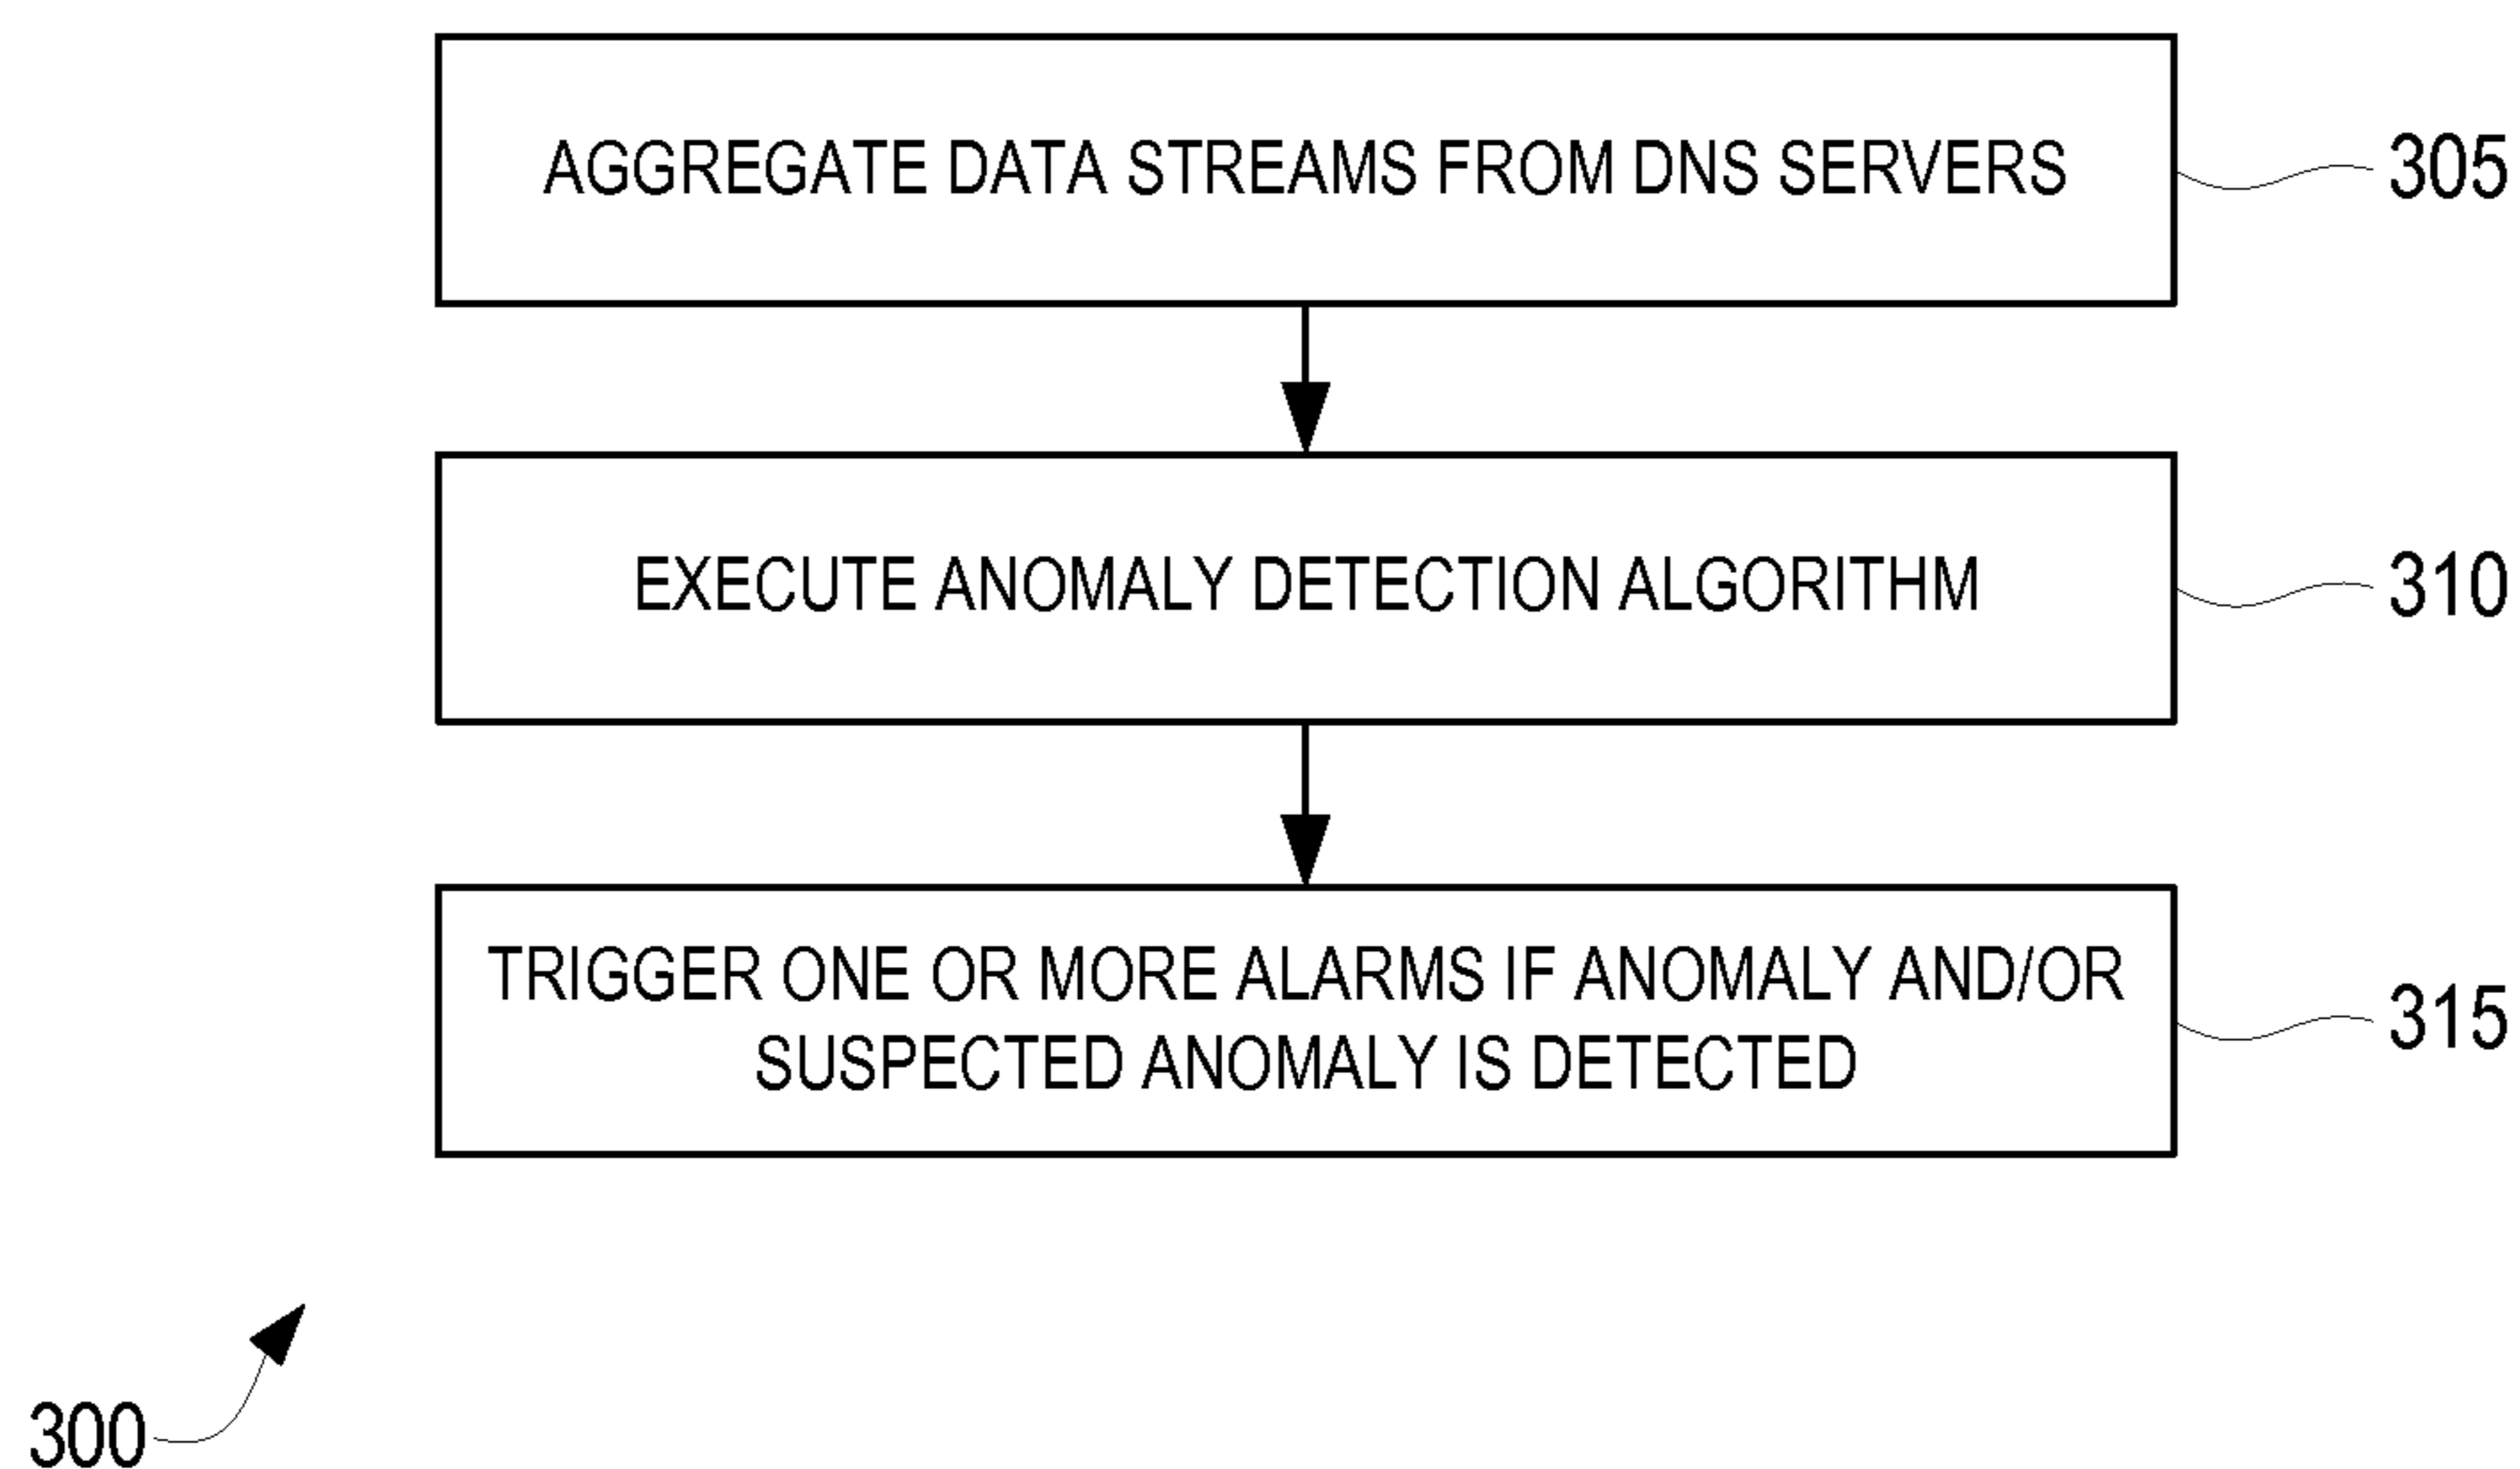 AGGREGATE DATA STREAMS FROM DNS SERVERS
305
EXECUTE ANOMALY DETECTION ALGORITHM
310
TRIGGER ONE OR MORE ALARMS IF ANOMALY AND/OR
SUSPECTED ANOMALY IS DETECTED
315
300